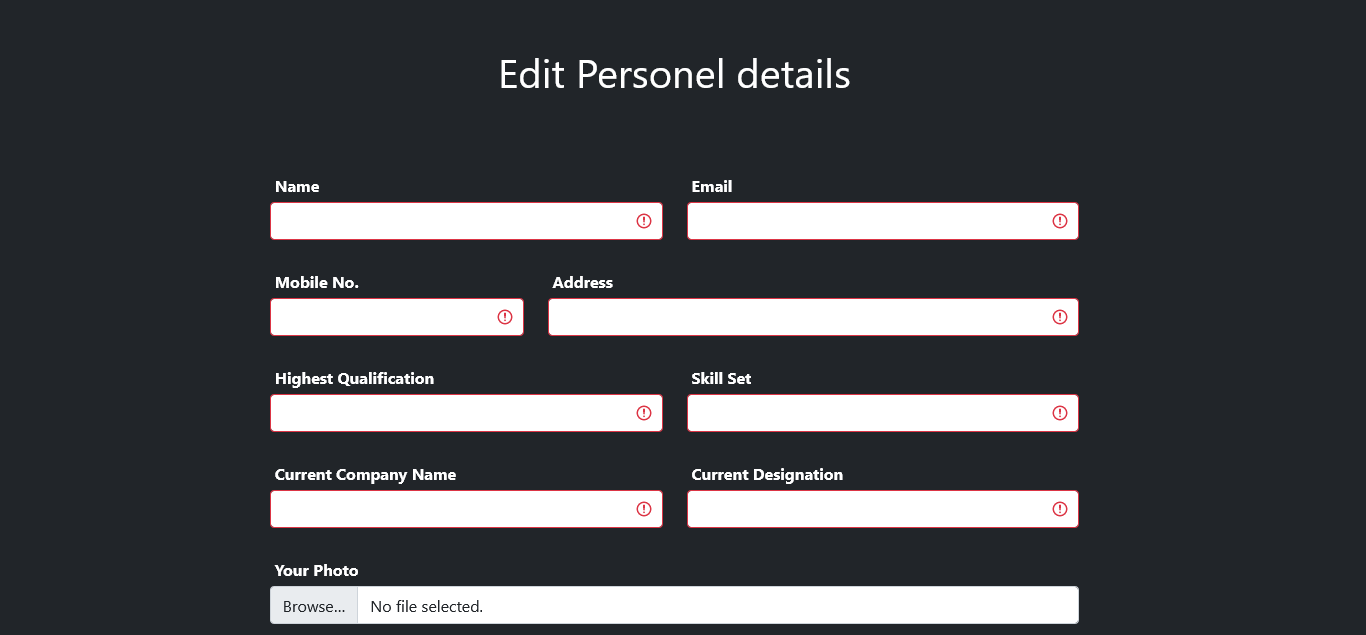 Edit Personel details
Name Email
Mobile No. Address
Highest Qualification Skill Set
Current Company Name Current Designation
Your Photo
Browse... No file selected.